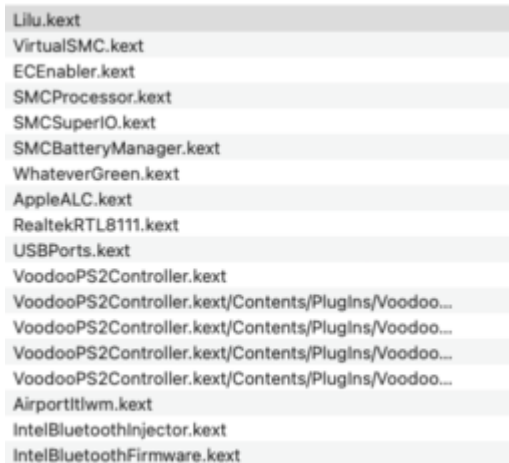 Lilu.kext
VirtualSMC.kext
ECEnabler.kext
SMCProcessor.kext
SMCSuperIO.kext
SMCBatteryManager.kext
WhateverGreen.kext
AppleALC.kext
RealtekRTL8111.kext
USBPorts.kext
VoodooPS2Controller.kext
VoodooPS2Controller.kext/Contents/PlugIns/Voodoo...
VoodooPS2Controller.kext/Contents/PlugIns/Voodoo...
VoodooPS2Controller.kext/Contents/PlugIns/Voodoo...
VoodooPS2Controller.kext/Contents/PlugIns/Voodoo...
AirportItlwm.kext
IntelBluetoothInjector.kext
IntelBluetoothFirmware.kext